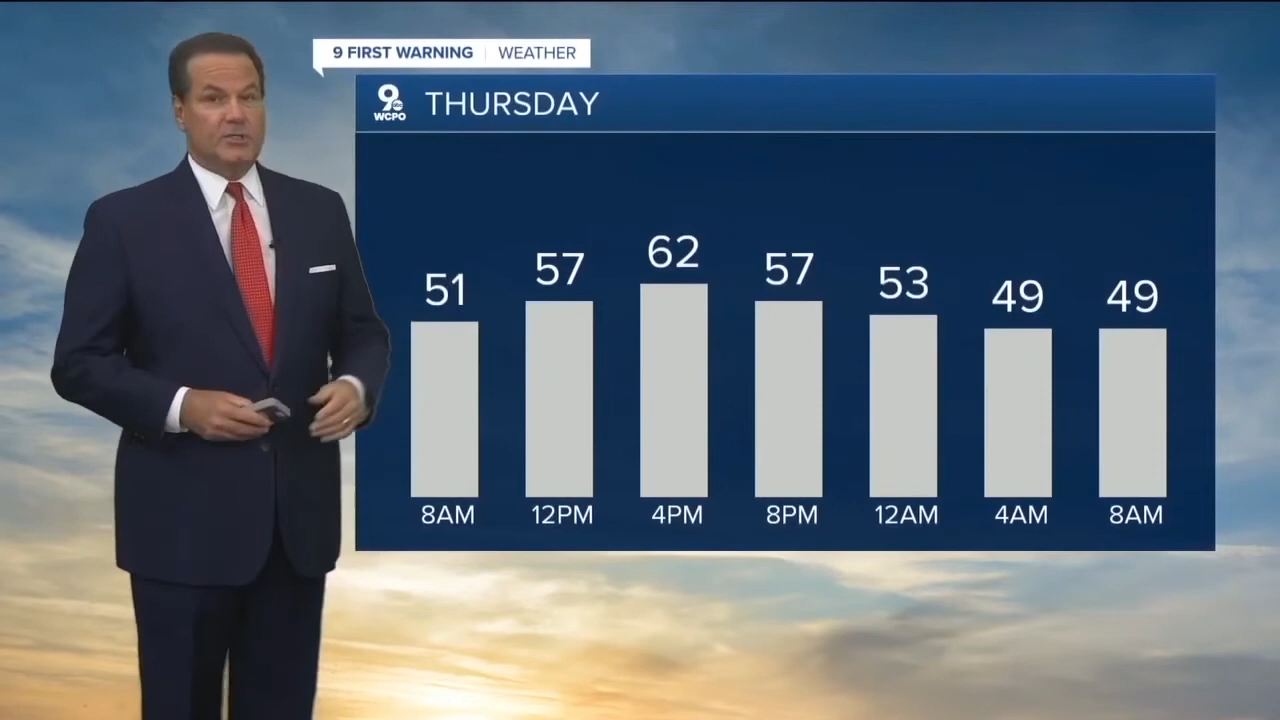 9 FIRST WARNING | WEATHER
9 abc
WCPO
THURSDAY
51 57 62 57 53 49 49
8AM 12PM 4PM 8PM 12AM 4AM 8AM